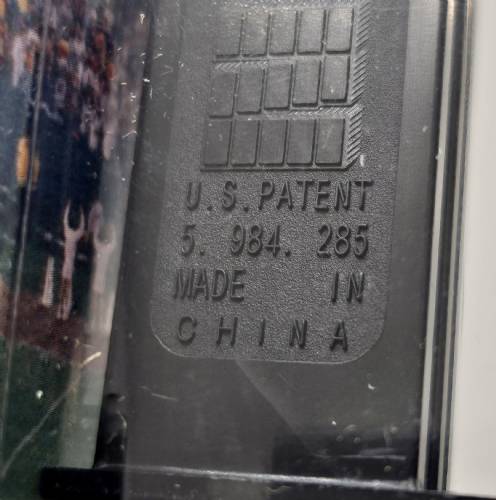 U.S.PATENT
5. 984. 285
MADE IN
CHINA